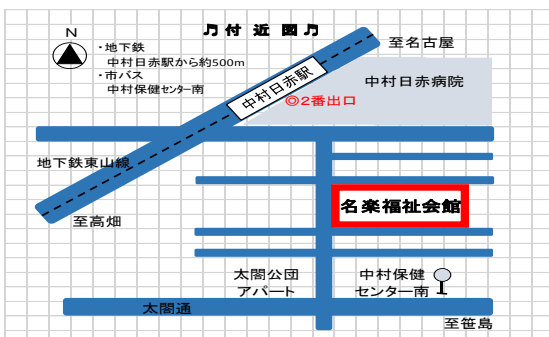 ♬付近図♬
N
・地下鉄
中村日赤駅から約500m
・市バス
中村保健センター南
至名古屋
中村日赤駅
中村日赤病院
◎2番出口
地下鉄東山線
名楽福祉会館
至高畑
太閤公団
アパート
中村保健
センター南
太閤通
至笹島